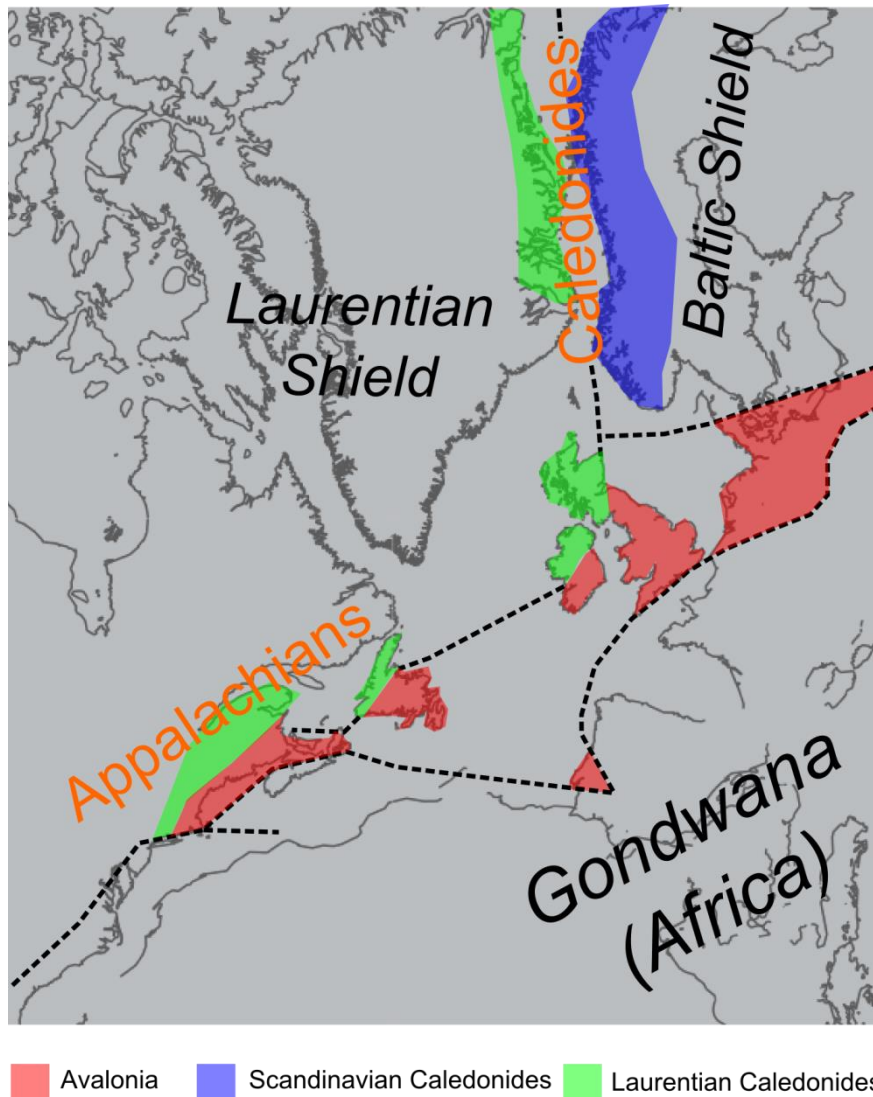 Caledonides
Baltic Shield
Laurentian
Shield
Appalachians
Gondwana
(Africa)
Avalonia
Scandinavian Caledonides
Laurentian Caledonides